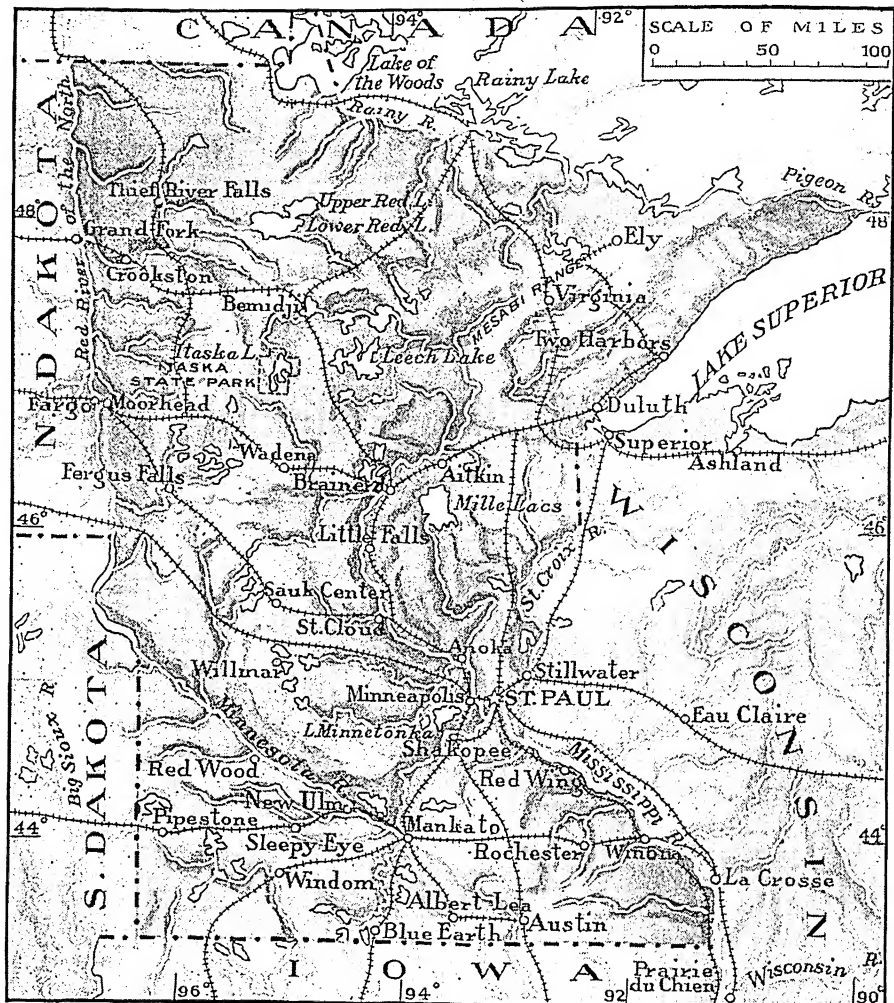 94°
92°
CANADA
SCALE OF MILES
0 50 100
Lake of
the Woods
Rainy Lake
Rainy R.
N. DAKOTA
Red River of the North
Thief River Falls
Upper Red L.
Lower Red L.
Pigeon R.
48°
48°
Grand Fork
Ely
Crookston
MESABI RANGE
Bemidji
Virginia
Two Harbors
LAKE SUPERIOR
Itaska L.
ITASKA
STATE PARK
Leech Lake
Fargo
Moorhead
Duluth
Superior
Ashland
Wadena
Aitkin
Fergus Falls
Brainerd
Mille Lacs
46°
46°
Little Falls
WISCONSIN
St. Croix R.
Sauk Center
St. Cloud
Anoka
Willmar
Stillwater
Minneapolis
ST. PAUL
S. DAKOTA
Big Sioux R.
Minnesota R.
L. Minnetonka
Eau Claire
Shakopee
Mississippi R.
Red Wood
Red Wing
New Ulm
44°
44°
Pipestone
Mankato
Sleepy Eye
Rochester
Winona
Windom
La Crosse
Albert Lea
Austin
Blue Earth
IOWA
Prairie
du Chien
Wisconsin R.
96°
94°
92°
90°